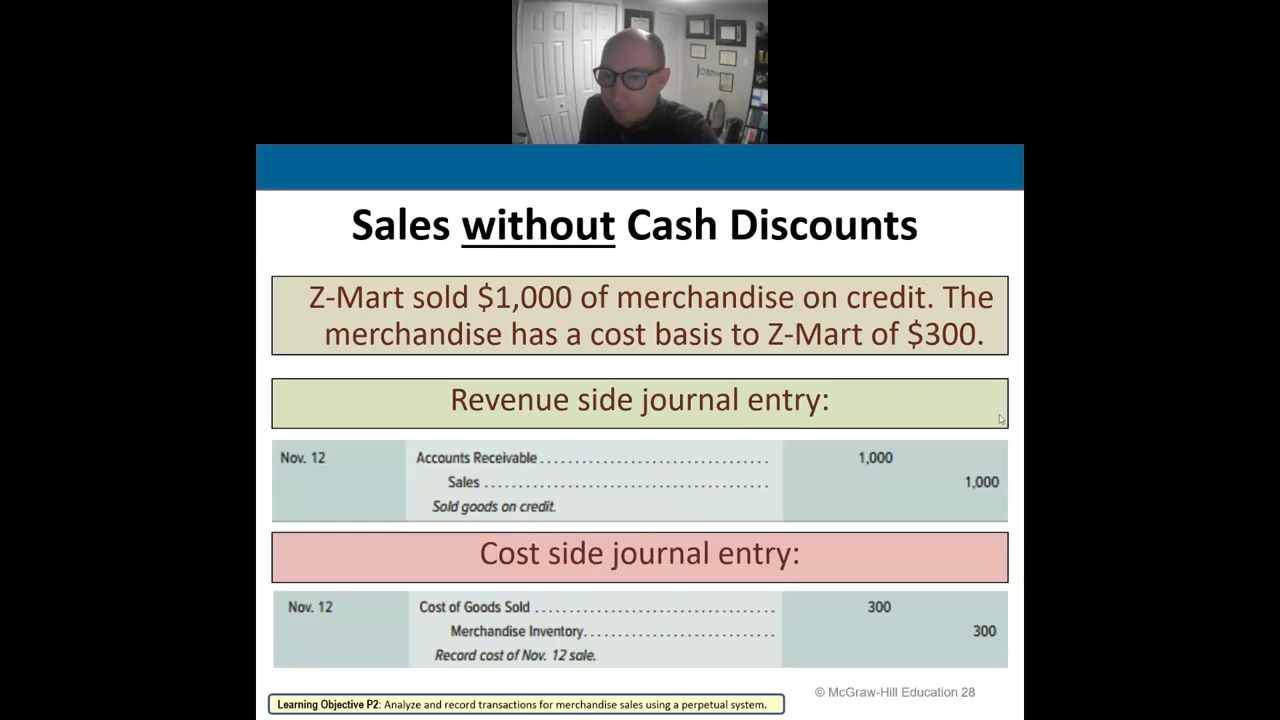 Sales without Cash Discounts
Z-Mart sold $1,000 of merchandise on credit. The
merchandise has a cost basis to Z-Mart of $300.
Revenue side journal entry:
Nov. 12 Accounts Receivable 1,000
Sales 1,000
Sold goods on credit.
Cost side journal entry:
Nov. 12 Cost of Goods Sold 300
Merchandise Inventory 300
Record cost of Nov. 12 sale.
© McGraw-Hill Education 28
Learning Objective P2: Analyze and record transactions for merchandise sales using a perpetual system.